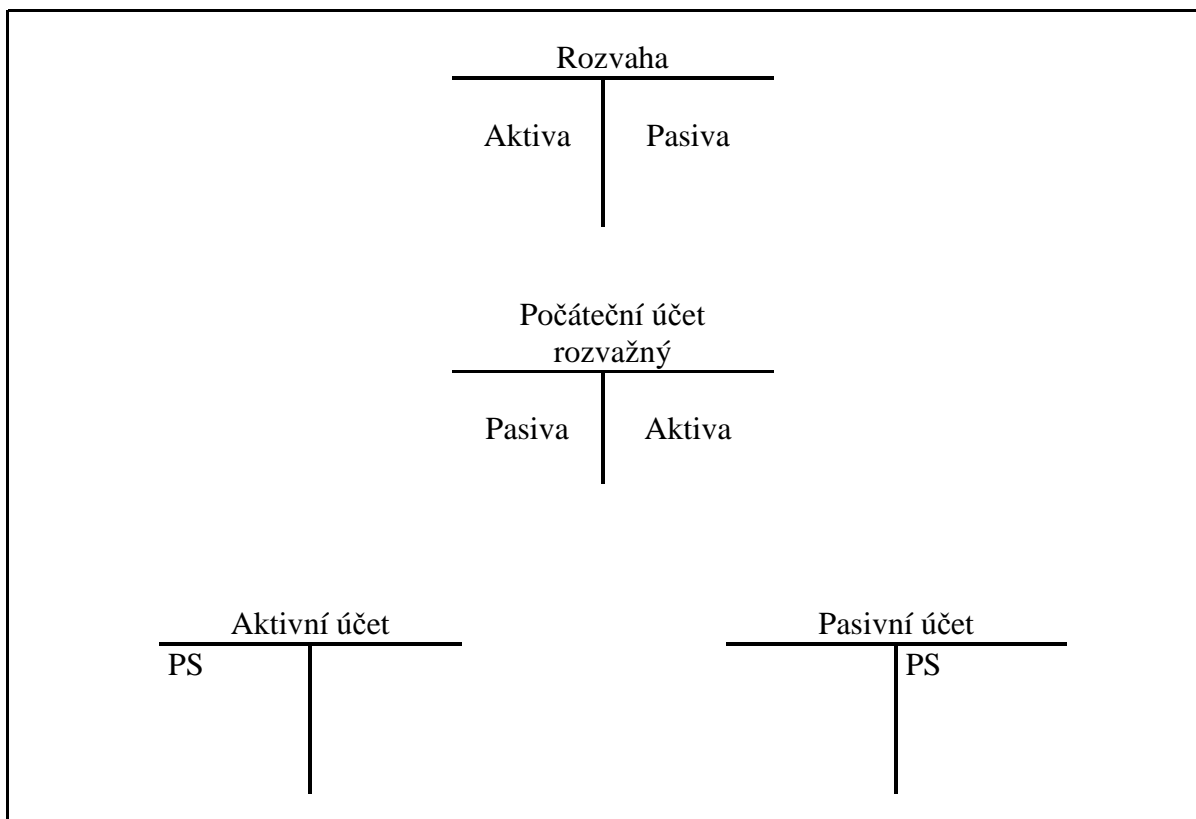 Rozvaha
Aktiva Pasiva
Počáteční účet
rozvažný
Pasiva Aktiva
Aktivní účet Pasivní účet
PS PS